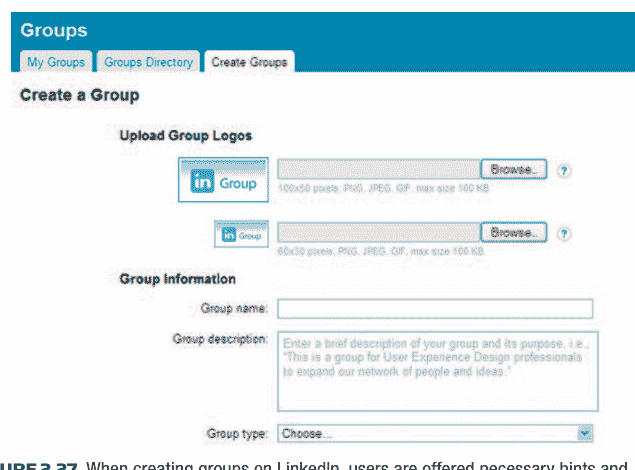 Groups
My Groups Groups Directory Create Groups
Create a Group
Upload Group Logos
in Group
Browse..
?
100x50 pixels. PNG, JPEG, GIF, max size 100 KB
in Group
Browse..
?
60x30 pixels. PNG, JPEG, GIF, max size 100 KB
Group Information
Group name:
Group description:
Enter a brief description of your group and its purpose, i.e.,
"This is a group for User Experience Design professionals
to expand our network of people and ideas."
Group type: Choose...
When creating groups on LinkedIn, users are offered necessary hints and